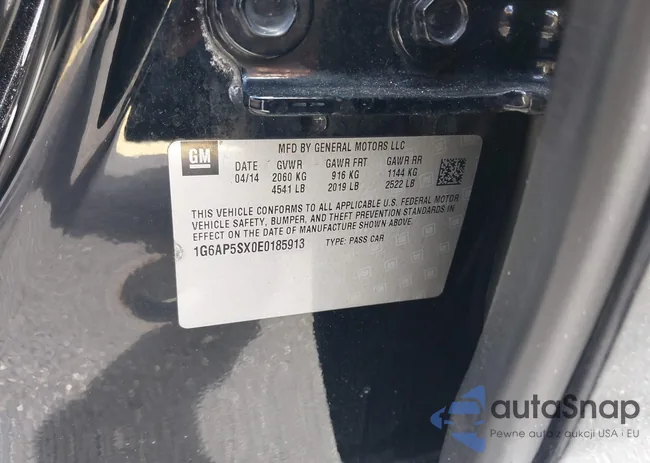 GM
MFD BY GENERAL MOTORS LLC
DATE GVWR GAWR FRT GAWR RR
04/14 2060 KG 916 KG 1144 KG
4541 LB 2019 LB 2522 LB
THIS VEHICLE CONFORMS TO ALL APPLICABLE U.S. FEDERAL MOTOR
VEHICLE SAFETY, BUMPER, AND THEFT PREVENTION STANDARDS IN
EFFECT ON THE DATE OF MANUFACTURE SHOWN ABOVE.
1G6AP5SX0E0185913 TYPE: PASS CAR
autoSnap
Pewne auta z aukcji USA i EU